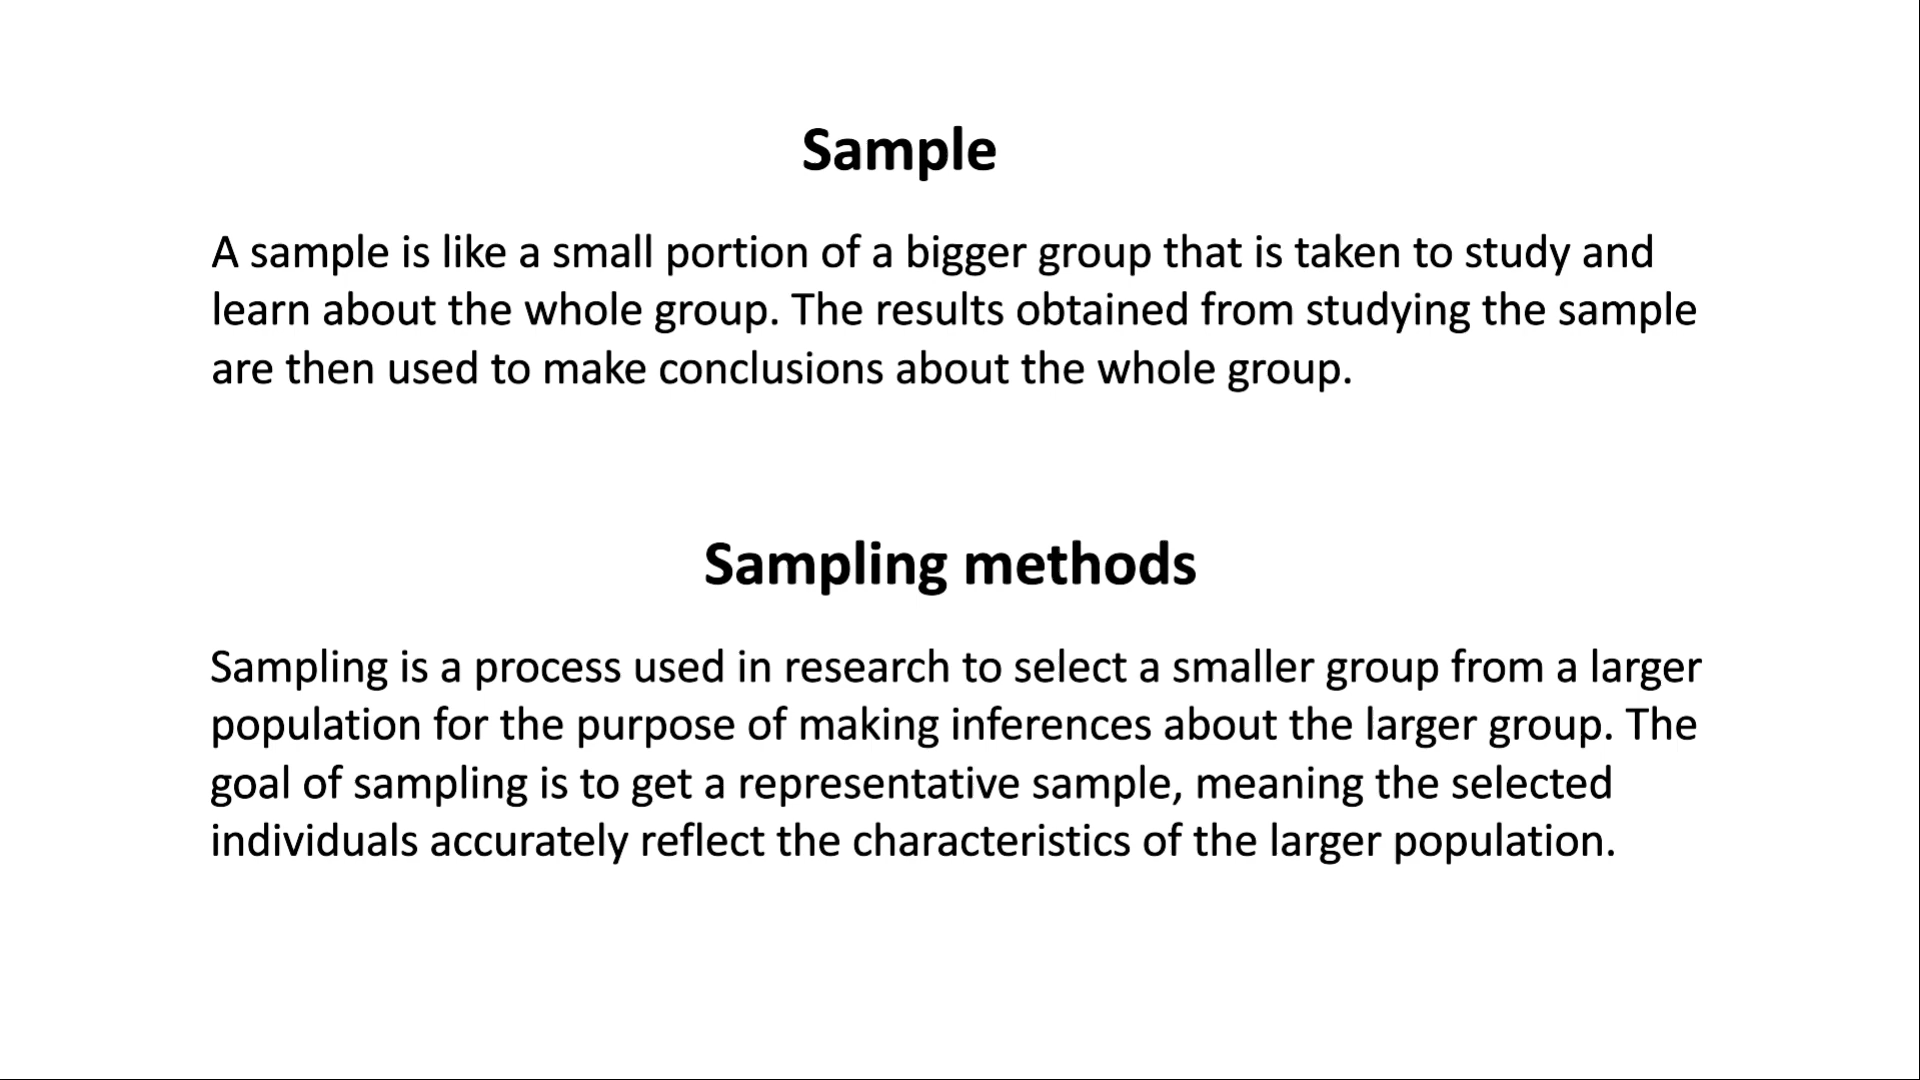 Sample
A sample is like a small portion of a bigger group that is taken to study and
learn about the whole group. The results obtained from studying the sample
are then used to make conclusions about the whole group.
Sampling methods
Sampling is a process used in research to select a smaller group from a larger
population for the purpose of making inferences about the larger group. The
goal of sampling is to get a representative sample, meaning the selected
individuals accurately reflect the characteristics of the larger population.